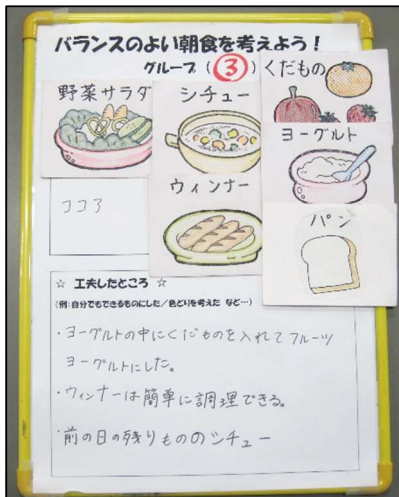 バランスのよい朝食を考えよう!
グループ(3)
くだもの
野菜サラダ
シチュー
ヨーグルト
ウィンナー
ココア
パン
☆ 工夫したところ ☆
(例:自分でもできるものにした/色どりを考えた など…)
・ヨーグルトの中にくだものを入れてフルーツ
ヨーグルトにした。
・ウィンナーは簡単に調理できる。
・前の日の残りもののシチュー